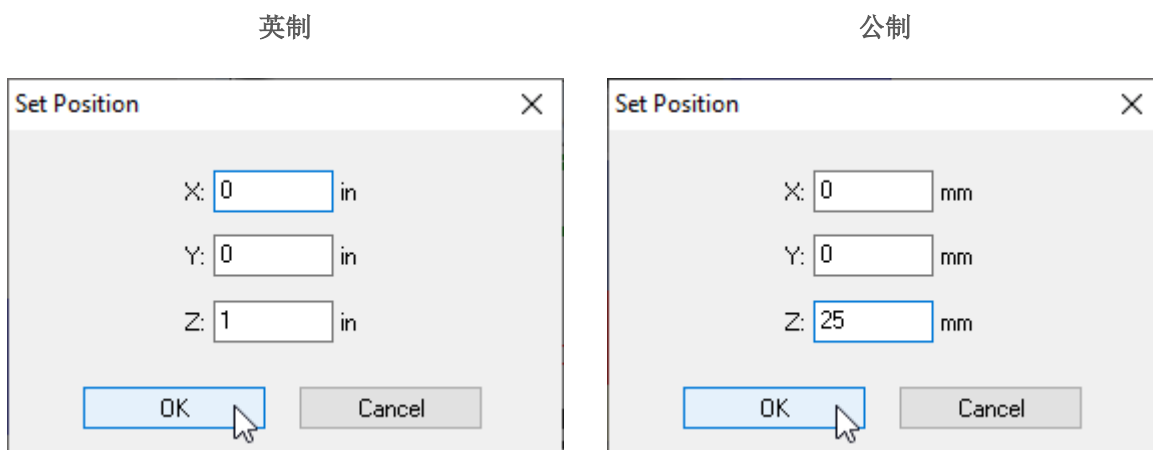 英制
Set Position
X: 0 in
Y: 0 in
Z: 1 in
OK Cancel
公制
Set Position
X: 0 mm
Y: 0 mm
Z: 25 mm
OK Cancel